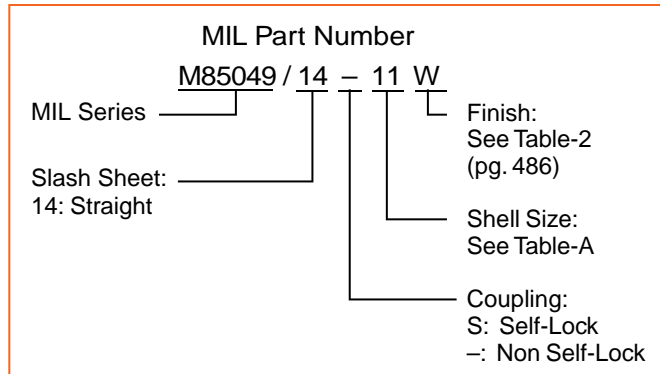 MIL Part Number
M85049 / 14 – 11 W
MIL Series
Slash Sheet:
14: Straight
Finish:
See Table-2
(pg. 486)
Shell Size:
See Table-A
Coupling:
S: Self-Lock
–: Non Self-Lock